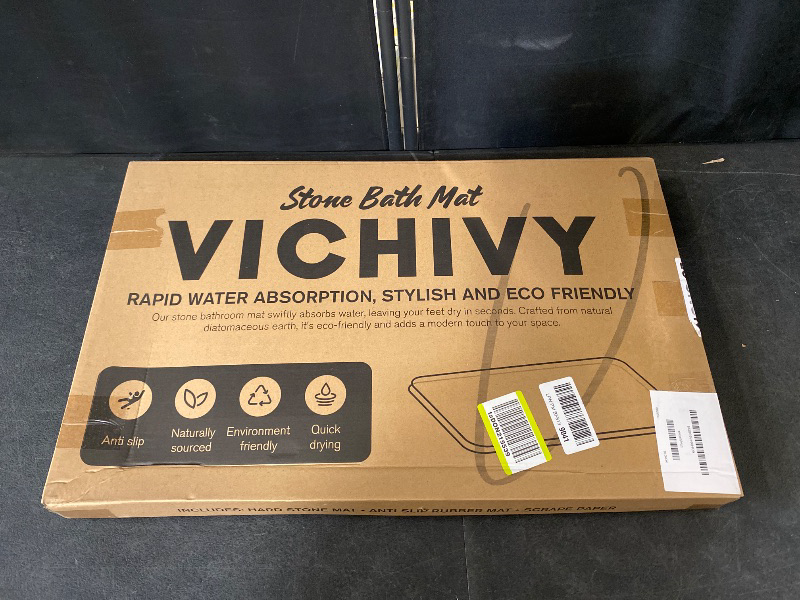 Stone Bath Mat
VICHIVY
RAPID WATER ABSORPTION, STYLISH AND ECO FRIENDLY
Our stone bathroom mat swiftly absorbs water, leaving your feet dry in seconds. Crafted from natural
diatomaceous earth, it's eco-friendly and adds a modern touch to your space.
Anti slip
Naturally
sourced
Environment
friendly
Quick
drying
INCLUDES: HARD STONE MAT • ANTI SLIP RUBBER MAT • SCRAPE PAPER